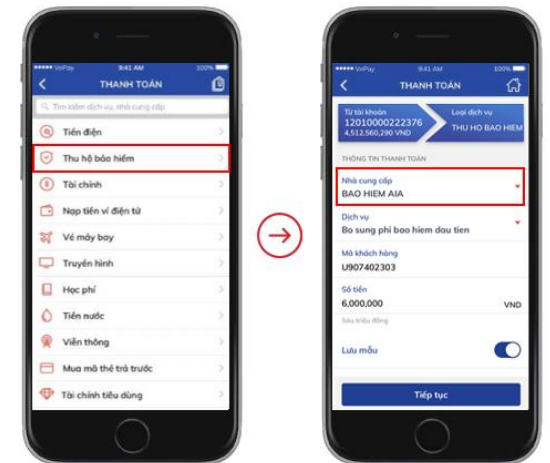 VnPay 9:41 AM 100%
THANH TOÁN
Tìm kiếm dịch vụ, nhà cung cấp
Tiền điện
Thu hộ bảo hiểm
Tài chính
Nạp tiền ví điện tử
Vé máy bay
Truyền hình
Học phí
Tiền nước
Viễn thông
Mua mã thẻ trả trước
Tài chính tiêu dùng
VnPay 9:41 AM 100%
THANH TOÁN
Từ tài khoản
12010000222376
4,512,560,290 VND
Loại dịch vụ
THU HO BAO HIEM
THÔNG TIN THANH TOÁN
Nhà cung cấp
BAO HIEM AIA
Dịch vụ
Bo sung phi bao hiem dau tien
Mã khách hàng
U907402303
Số tiền
6,000,000 VND
Sáu triệu đồng
Lưu mẫu
Tiếp tục